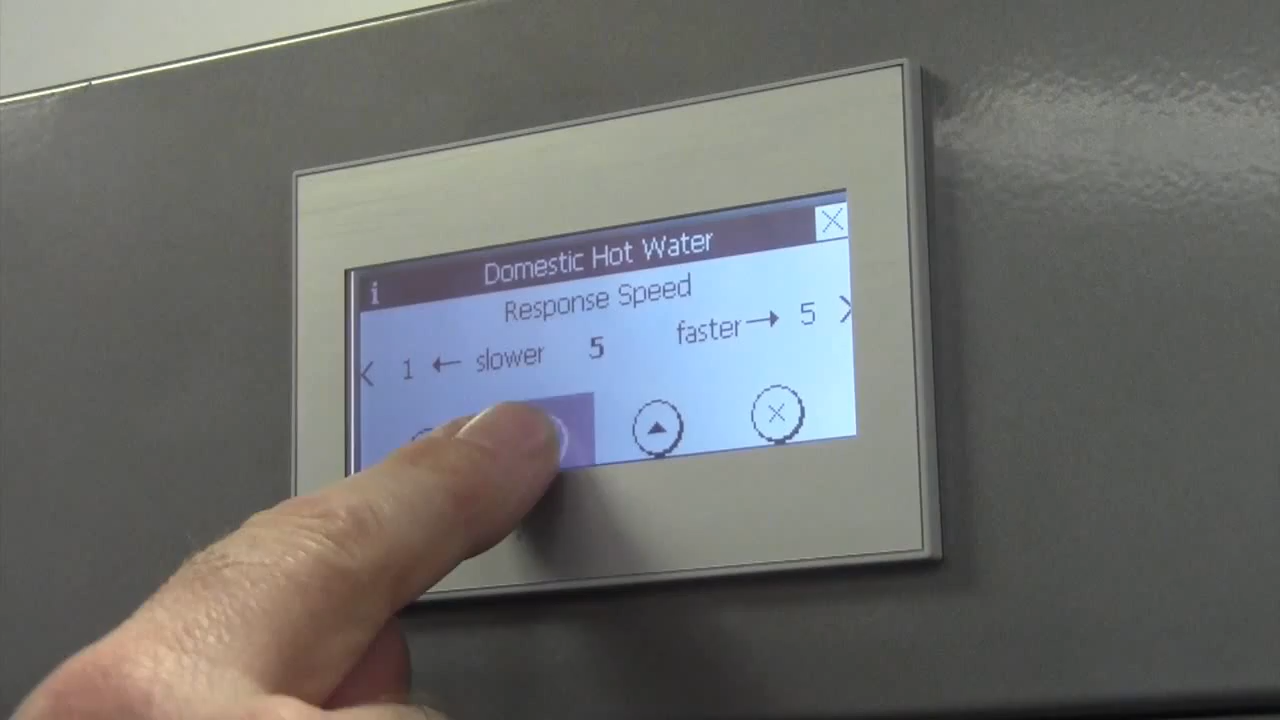 i Domestic Hot Water
Response Speed
< 1 ← slower 5 faster → 5 >